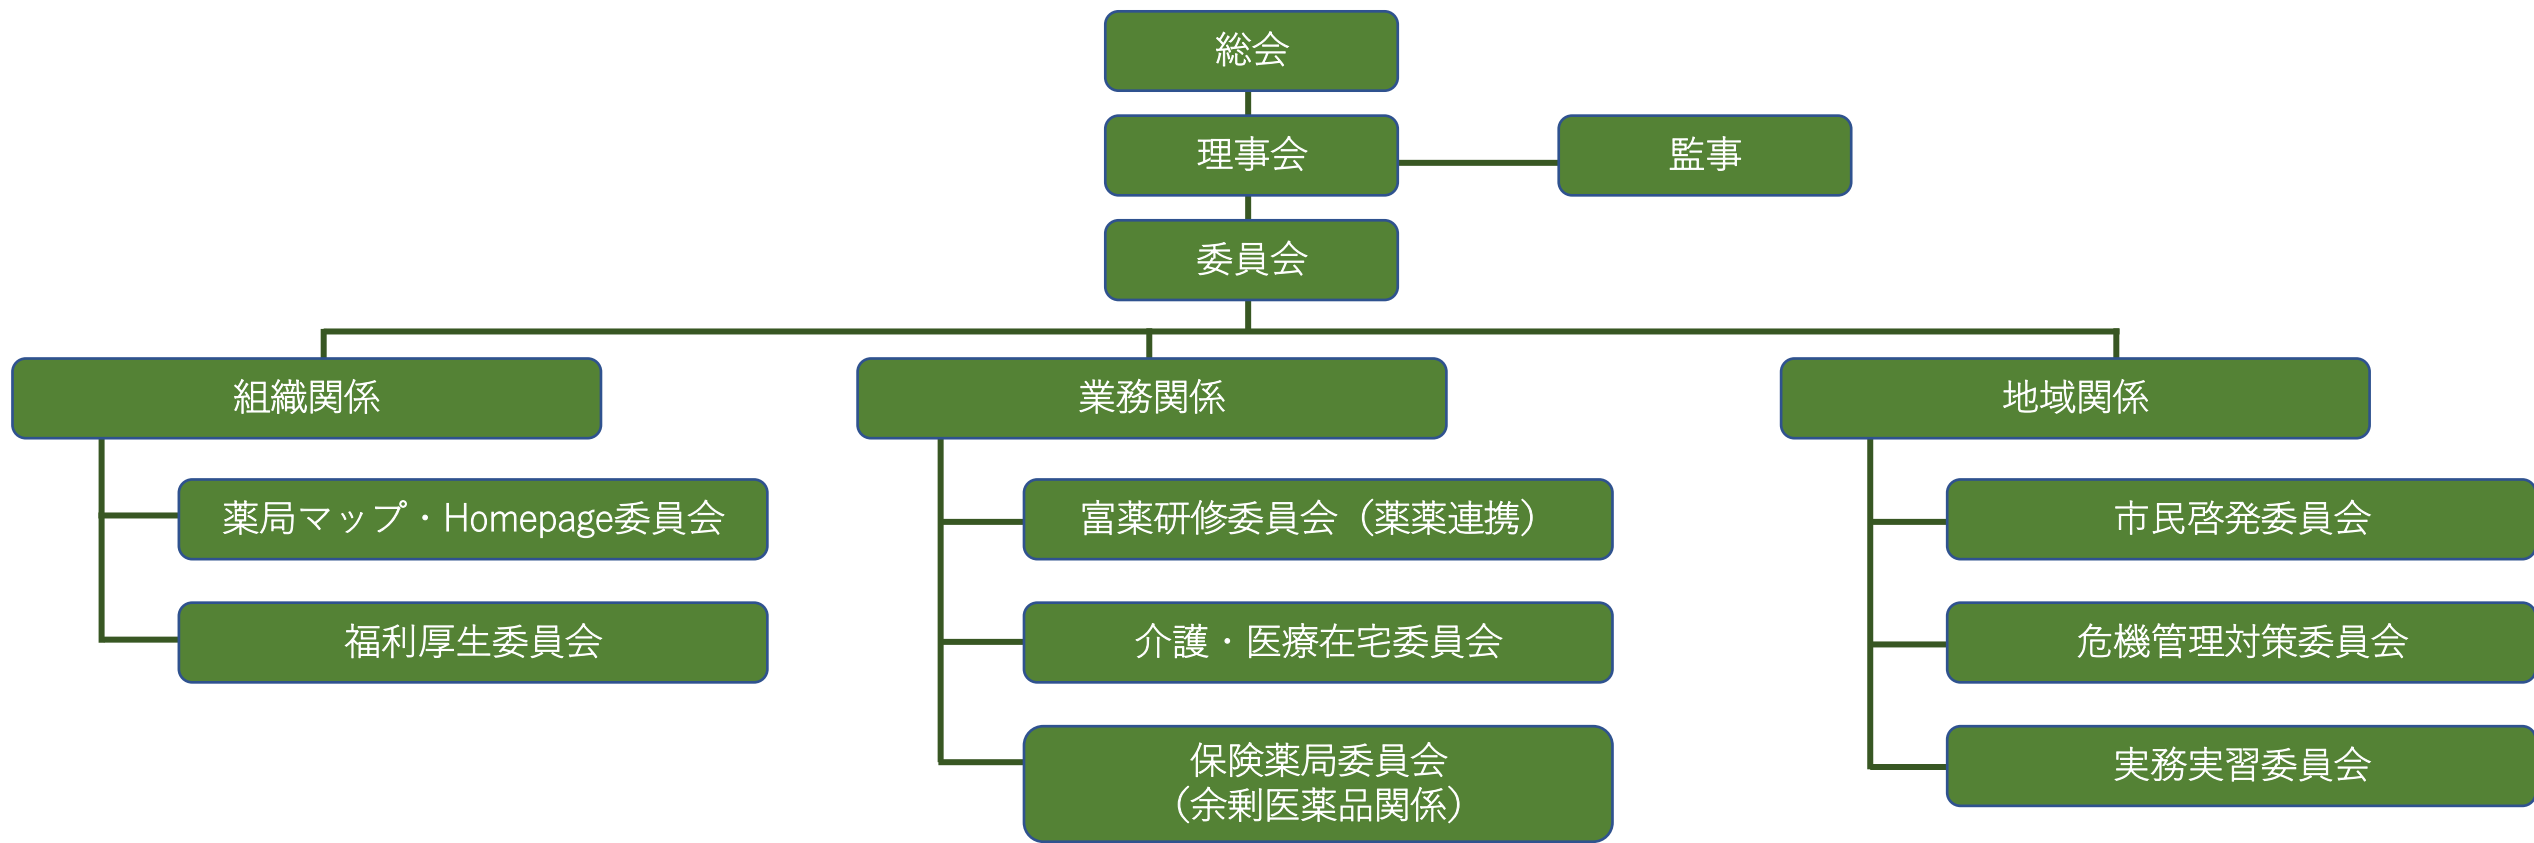 総会
理事会
監事
委員会
組織関係
業務関係
地域関係
薬局マップ・Homepage委員会
富薬研修委員会（薬薬連携）
市民啓発委員会
福利厚生委員会
介護・医療在宅委員会
危機管理対策委員会
保険薬局委員会
（余剰医薬品関係）
実務実習委員会